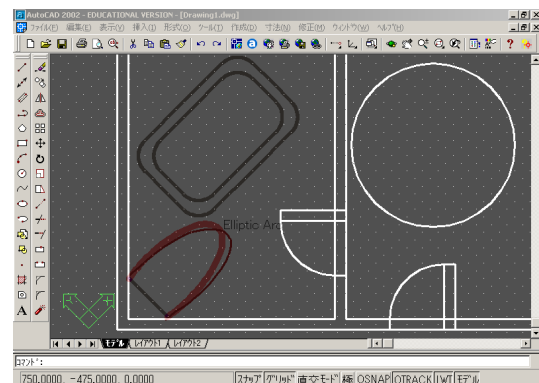 AutoCAD 2002 - EDUCATIONAL VERSION - [Drawing1.dwg]
ファイル(F) 編集(E) 表示(V) 挿入(I) 形式(O) ツール(T) 作成(D) 寸法(N) 修正(M) ウィンドウ(W) ヘルプ(H)
Elliptic Arc
モデル レイアウト1 レイアウト2
コマンド:
750.0000, -475.0000, 0.0000 スナップ グリッド 直交モード 極 OSNAP OTRACK LWT モデル